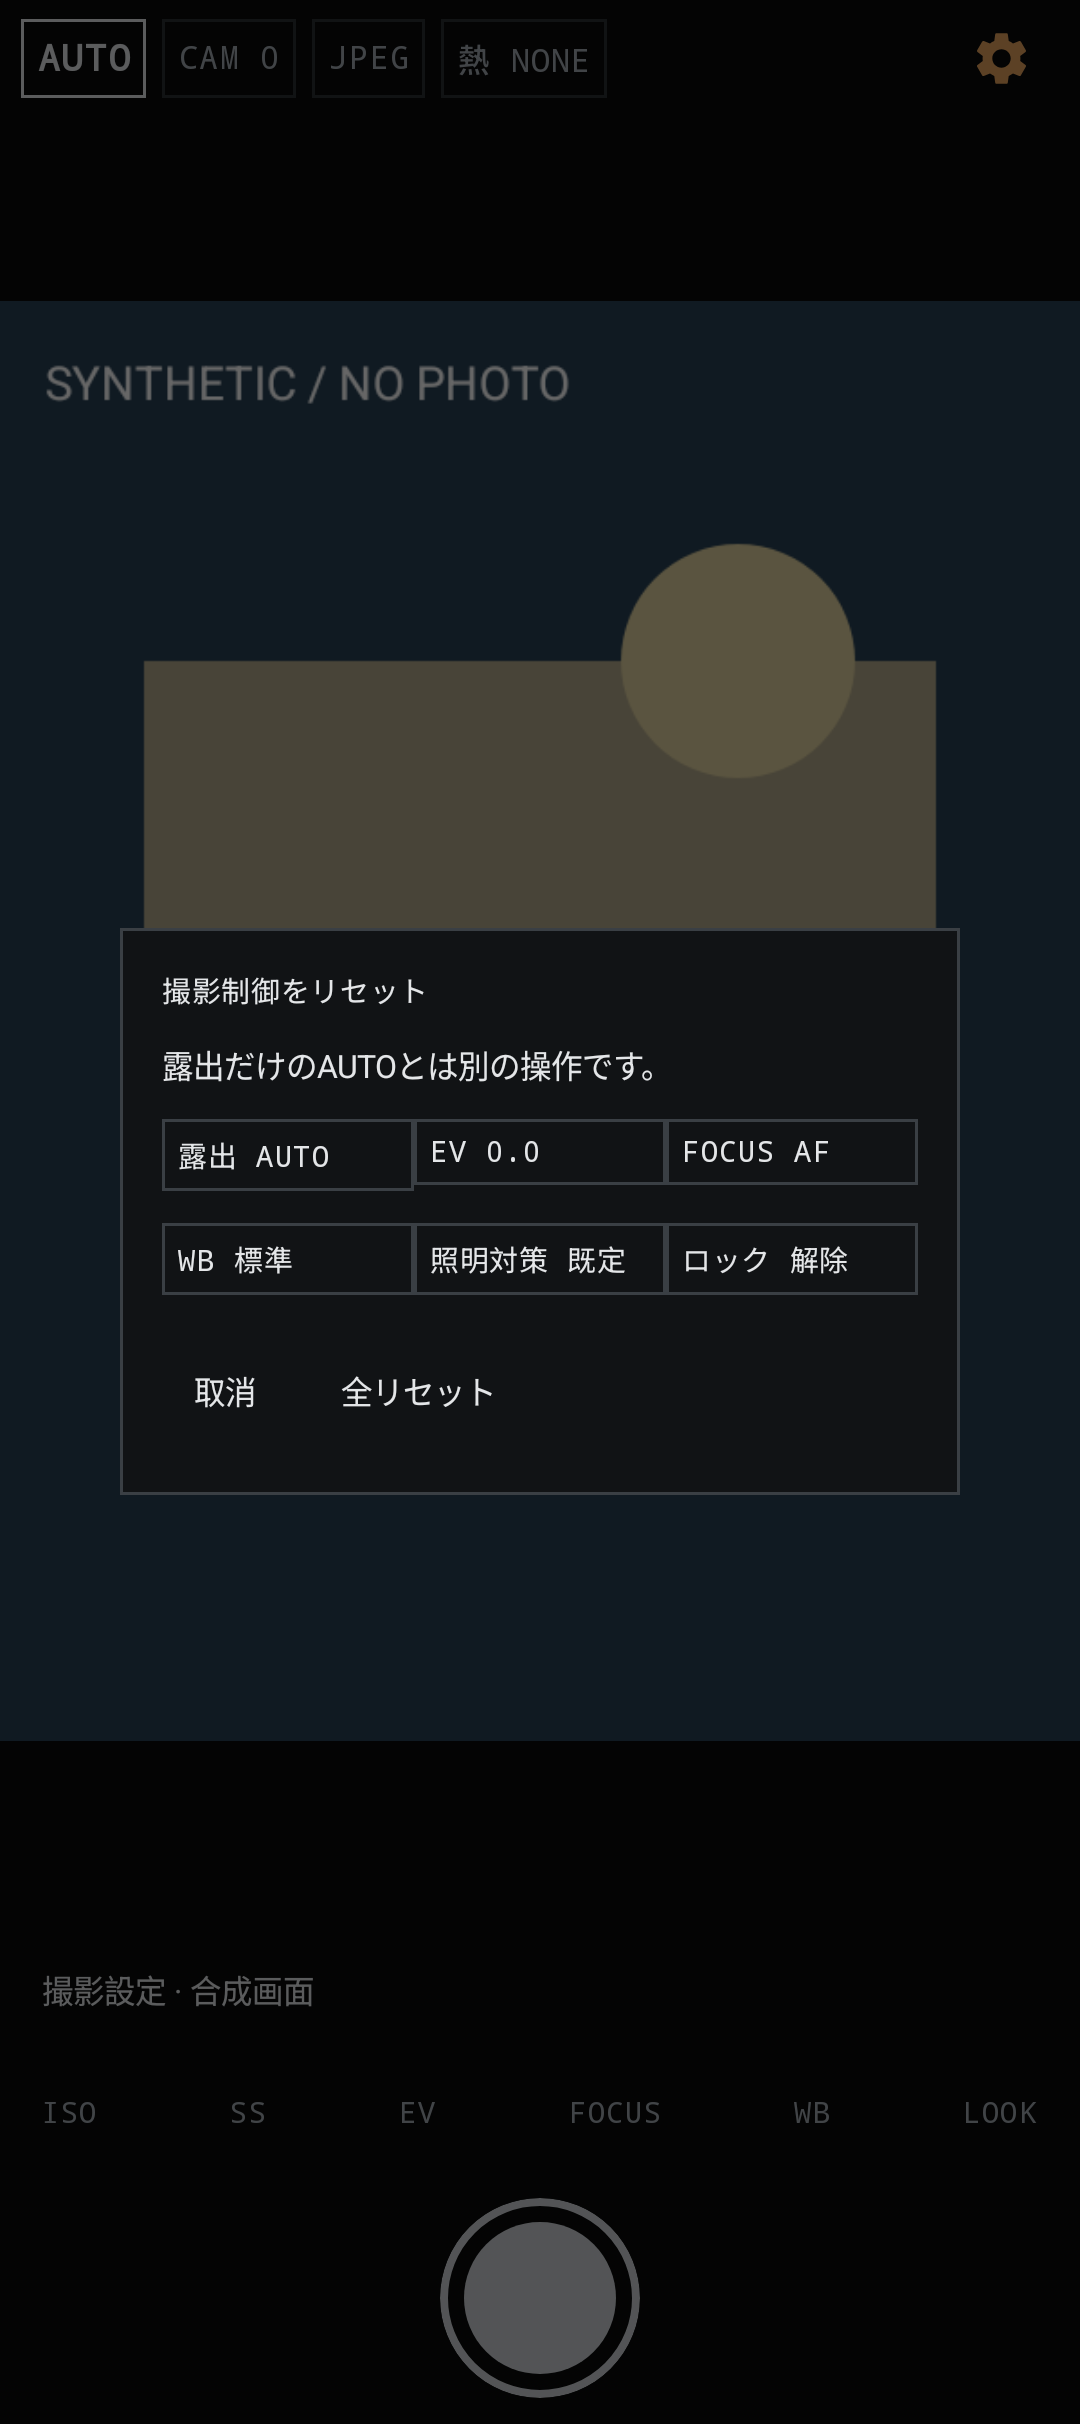 AUTO CAM 0 JPEG 熱 NONE
SYNTHETIC / NO PHOTO
撮影制御をリセット
露出だけのAUTOとは別の操作です。
露出 AUTO EV 0.0 FOCUS AF
WB 標準 照明対策 既定 ロック 解除
取消 全リセット
撮影設定 · 合成画面
ISO SS EV FOCUS WB LOOK